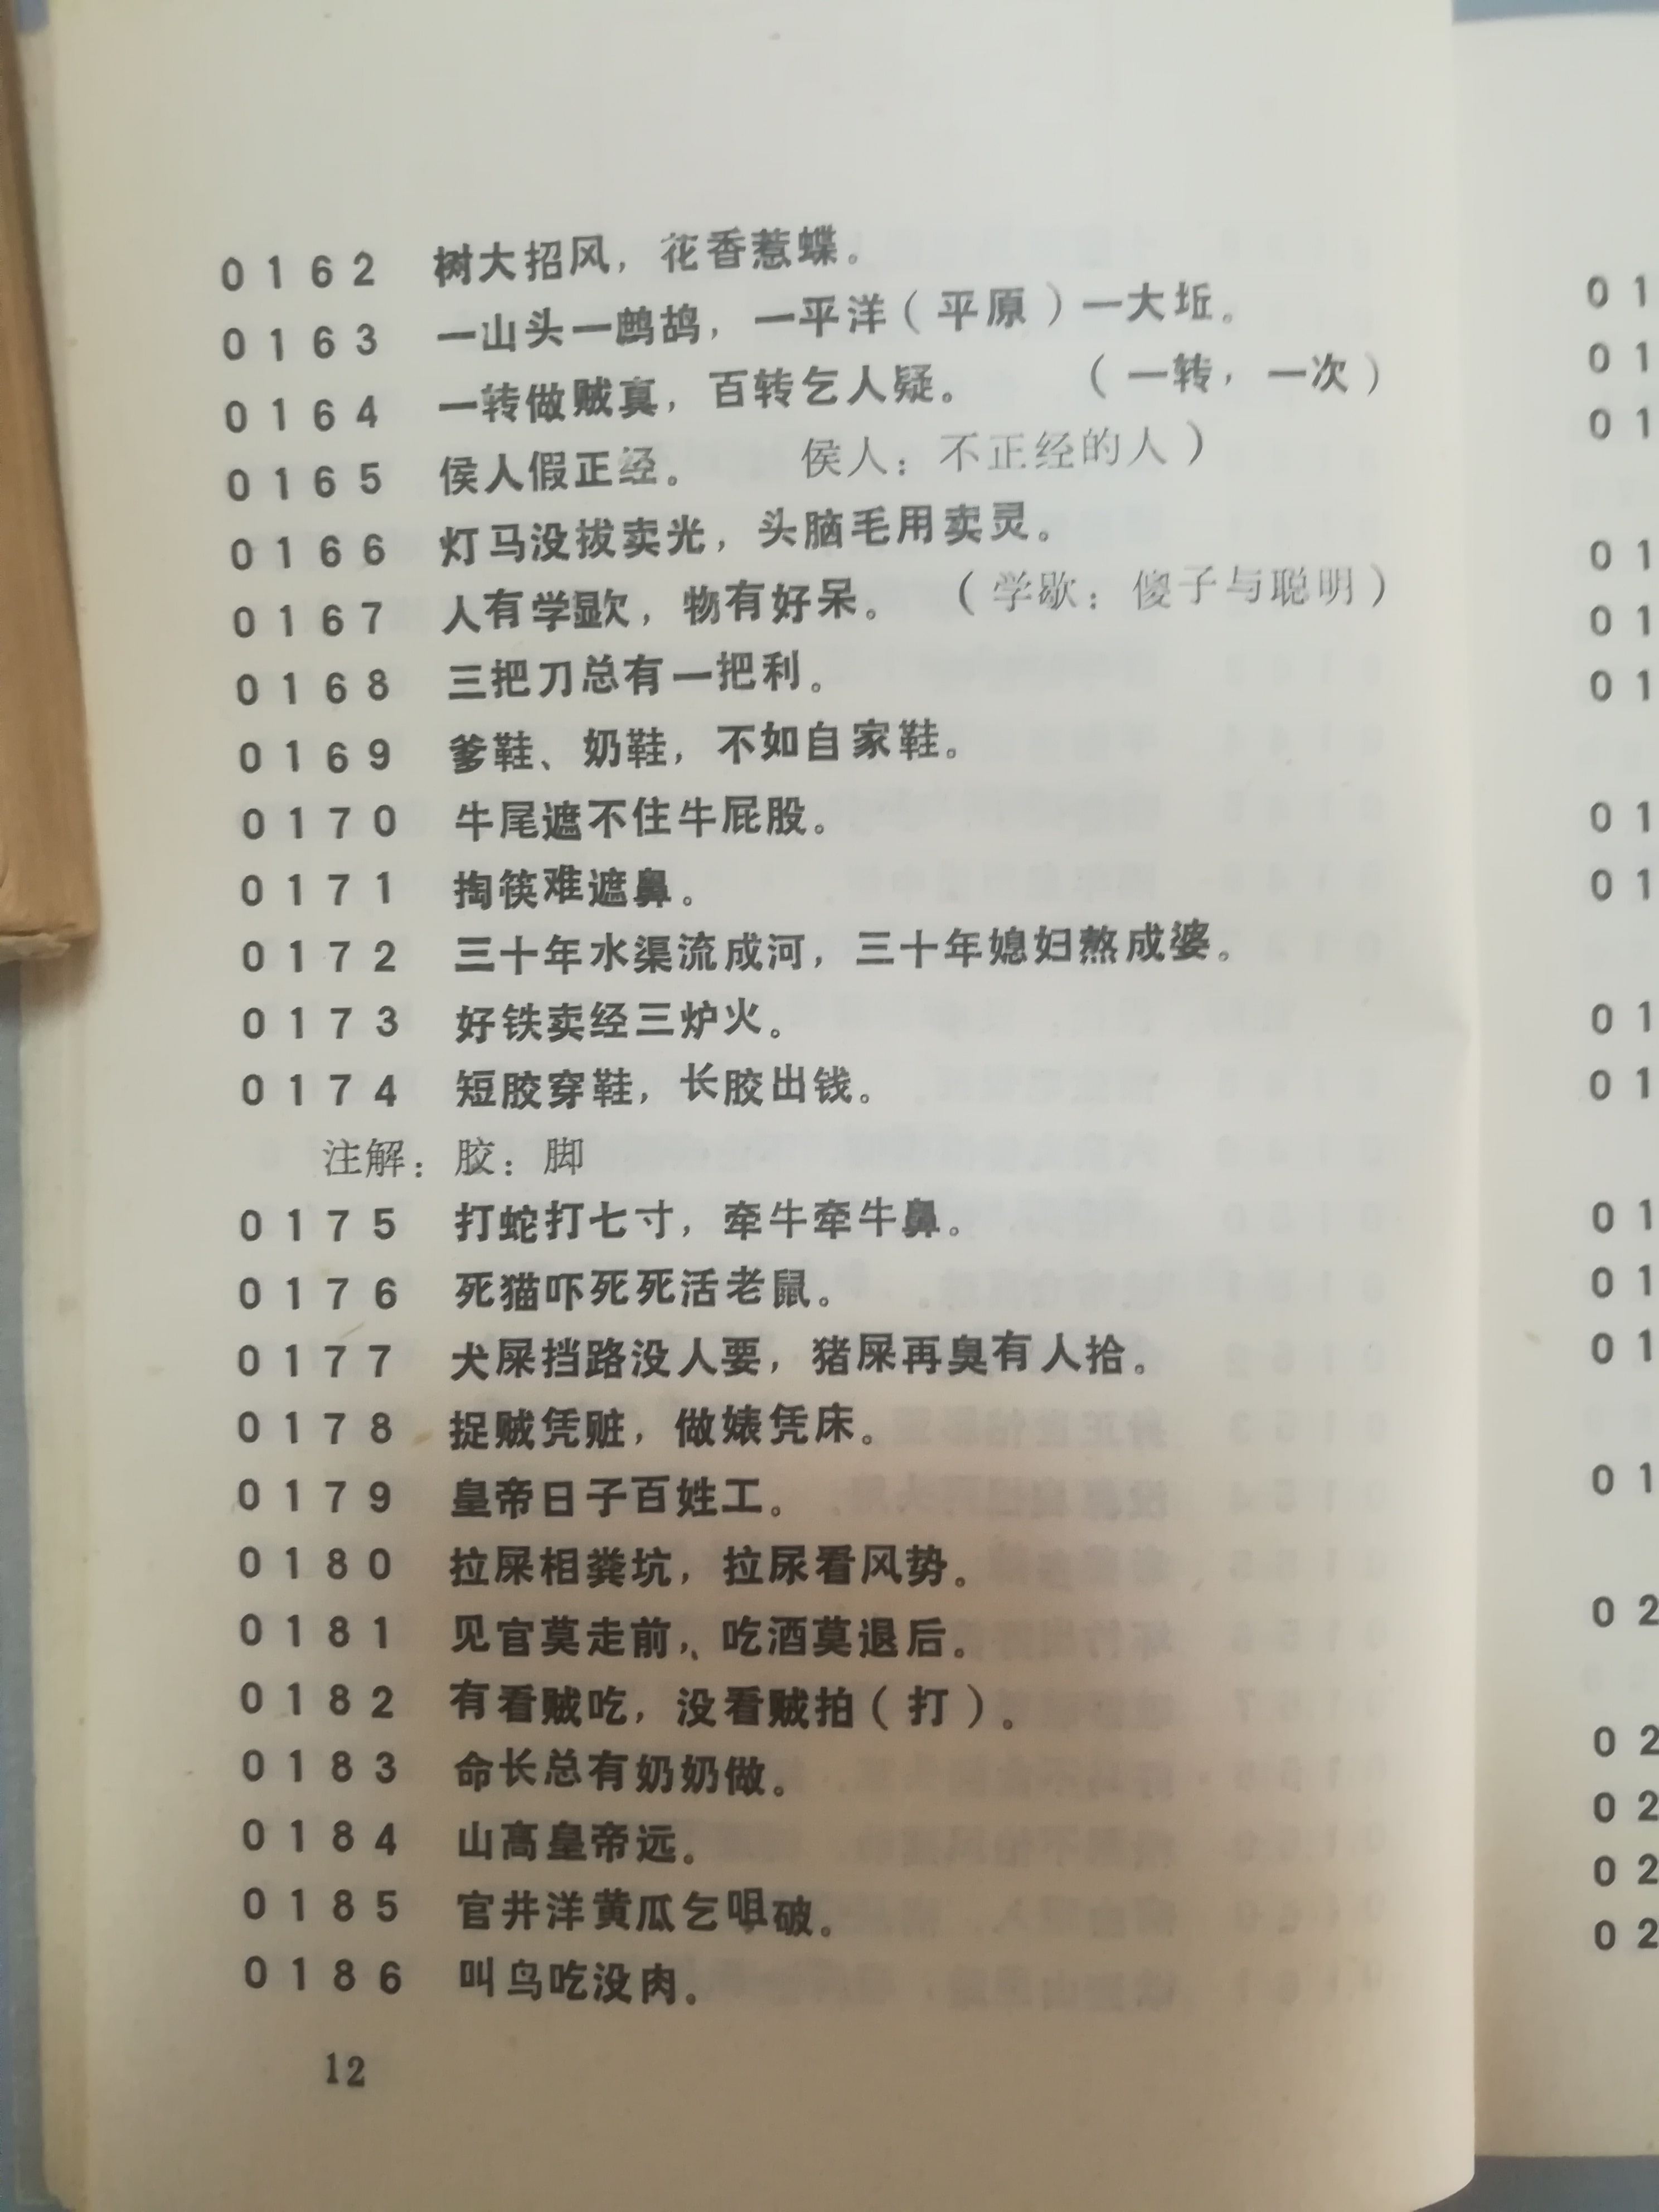 0162 树大招风，花香惹蝶。
0163 一山头一鹧鸪，一平洋（平原）一大坵。
0164 一转做贼真，百转乞人疑。 （一转，一次）
0165 侯人假正经。 侯人：不正经的人）
0166 灯马没拔卖光，头脑毛用卖灵。
0167 人有学歇，物有好呆。 （学歇：傻子与聪明）
0168 三把刀总有一把利。
0169 爹鞋、奶鞋，不如自家鞋。
0170 牛尾遮不住牛屁股。
0171 掏筷难遮鼻。
0172 三十年水渠流成河，三十年媳妇熬成婆。
0173 好铁卖经三炉火。
0174 短胶穿鞋，长胶出钱。
注解：胶：脚
0175 打蛇打七寸，牵牛牵牛鼻。
0176 死猫吓死死活老鼠。
0177 犬屎挡路没人要，猪屎再臭有人拾。
0178 捉贼凭赃，做婊凭床。
0179 皇帝日子百姓工。
0180 拉屎相粪坑，拉尿看风势。
0181 见官莫走前，吃酒莫退后。
0182 有看贼吃，没看贼拍（打）。
0183 命长总有奶奶做。
0184 山高皇帝远。
0185 官井洋黄瓜乞咀破。
0186 叫鸟吃没肉。
12
01
01
01
01
01
01
01
01
01
01
01
01
01
01
02
02
02
02
02